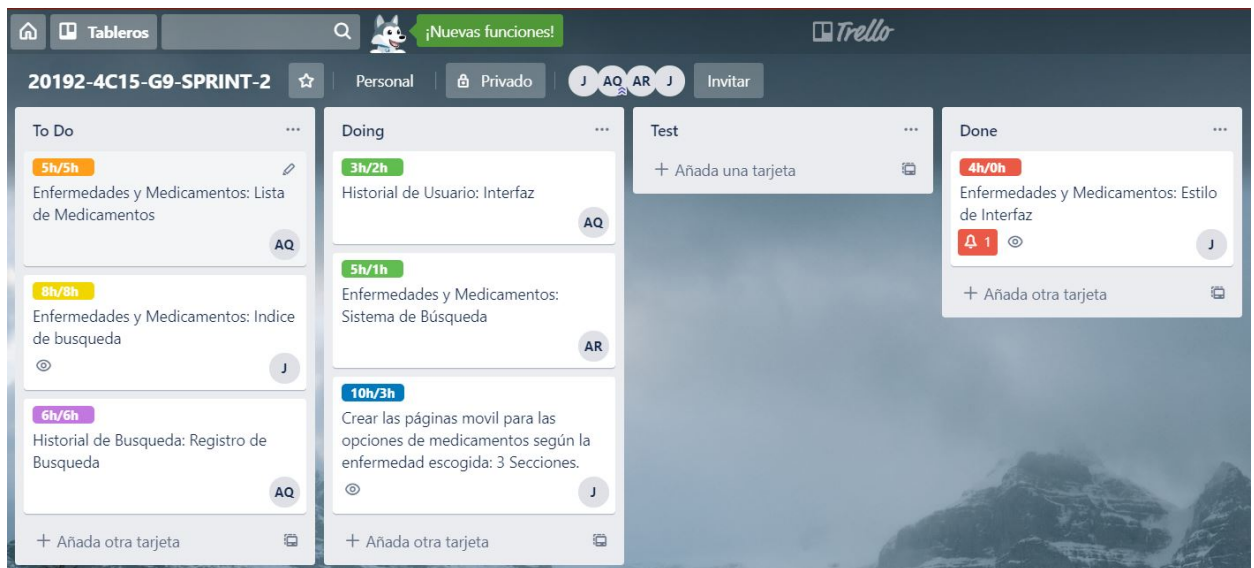 Tableros
¡Nuevas funciones!
Trello
20192-4C15-G9-SPRINT-2
Personal
Privado
J AQ AR J
Invitar
To Do
5h/5h
Enfermedades y Medicamentos: Lista
de Medicamentos
AQ
8h/8h
Enfermedades y Medicamentos: Indice
de busqueda
J
6h/6h
Historial de Busqueda: Registro de
Busqueda
AQ
+ Añada otra tarjeta
Doing
3h/2h
Historial de Usuario: Interfaz
AQ
5h/1h
Enfermedades y Medicamentos:
Sistema de Búsqueda
AR
10h/3h
Crear las páginas movil para las
opciones de medicamentos según la
enfermedad escogida: 3 Secciones.
J
+ Añada otra tarjeta
Test
+ Añada una tarjeta
Done
4h/0h
Enfermedades y Medicamentos: Estilo
de Interfaz
1
J
+ Añada otra tarjeta